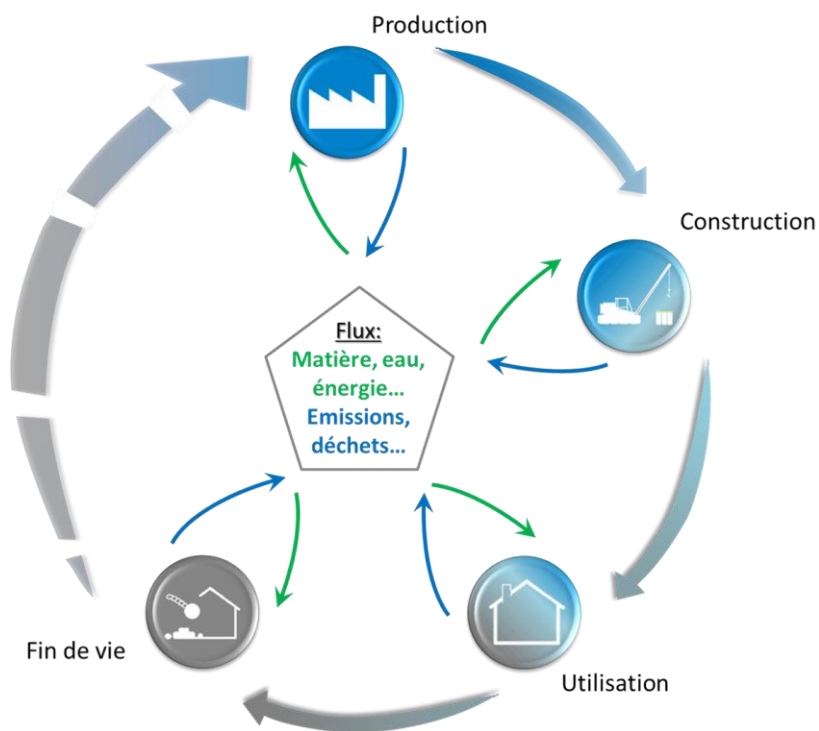 Production
Construction
Flux:
Matière, eau,
énergie...
Emissions,
déchets...
Fin de vie
Utilisation